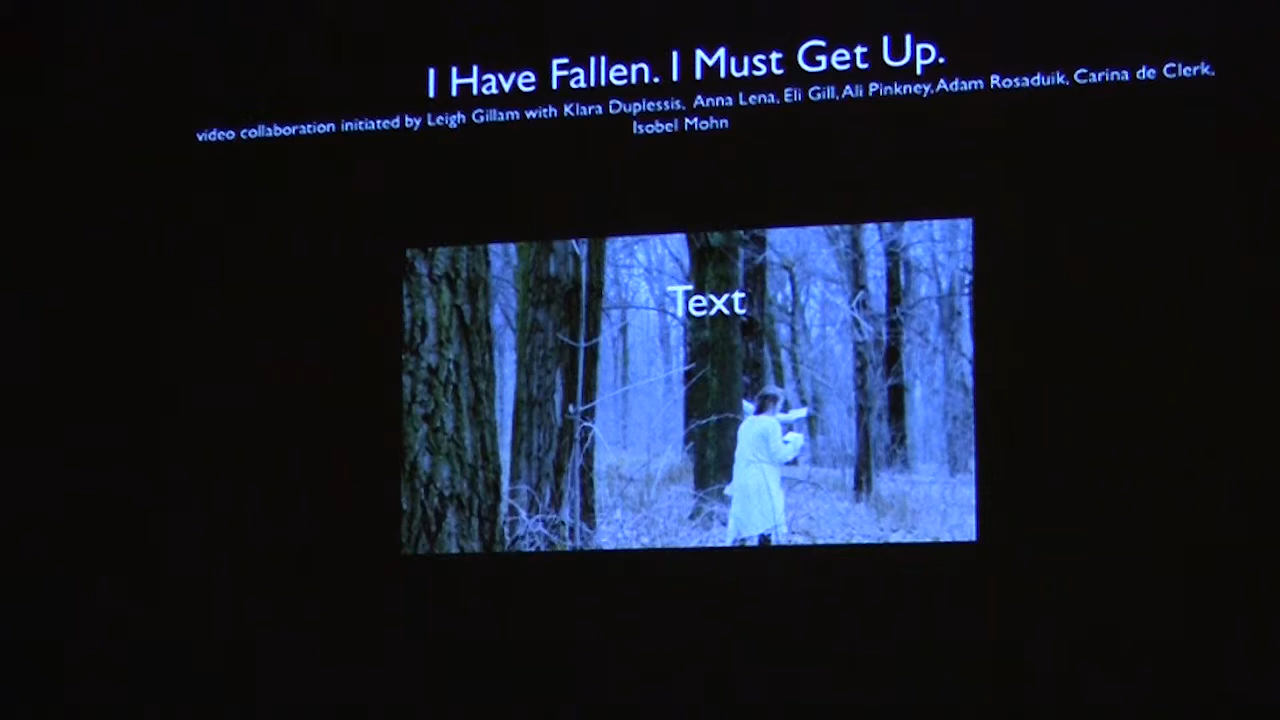 I Have Fallen. I Must Get Up.
video collaboration initiated by Leigh Gillam with Klara Duplessis, Anna Lena, Eli Gill, Ali Pinkney, Adam Rosaduik, Carina de Clerk,
Isobel Mohn
Text